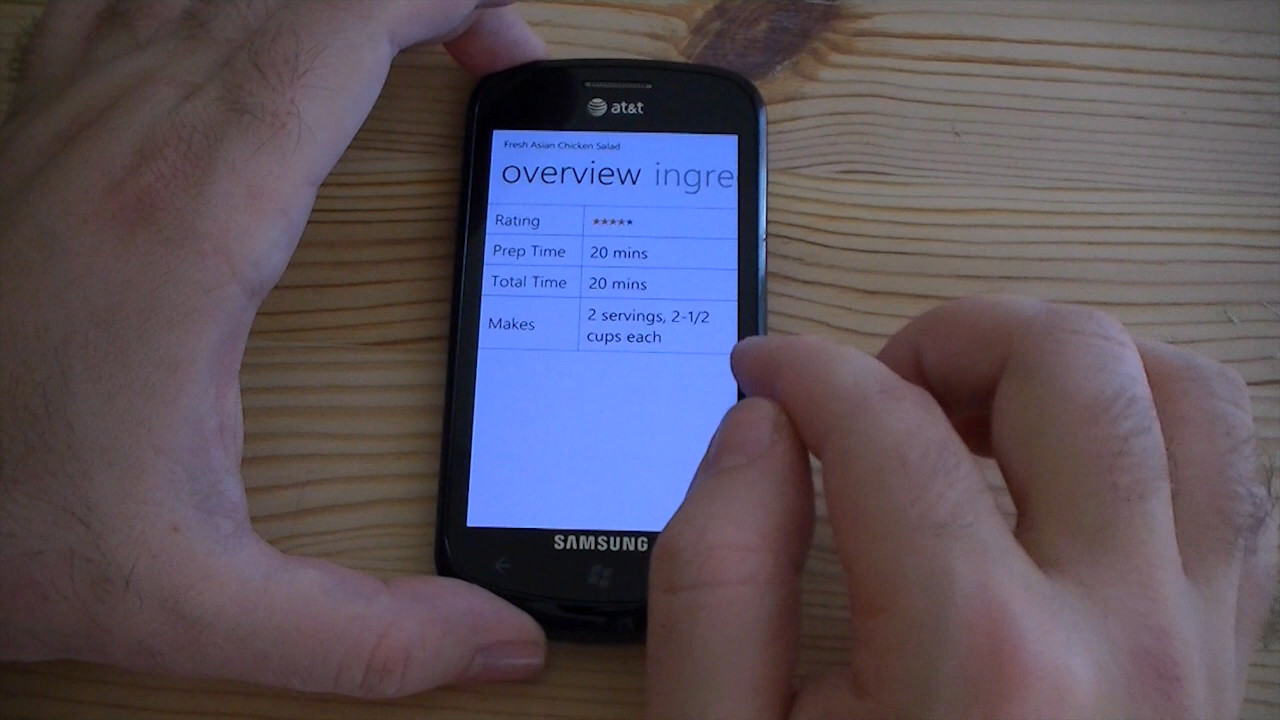 at&t
Fresh Asian Chicken Salad
overview ingre
Rating
Prep Time 20 mins
Total Time 20 mins
Makes 2 servings, 2-1/2
cups each
SAMSUNG